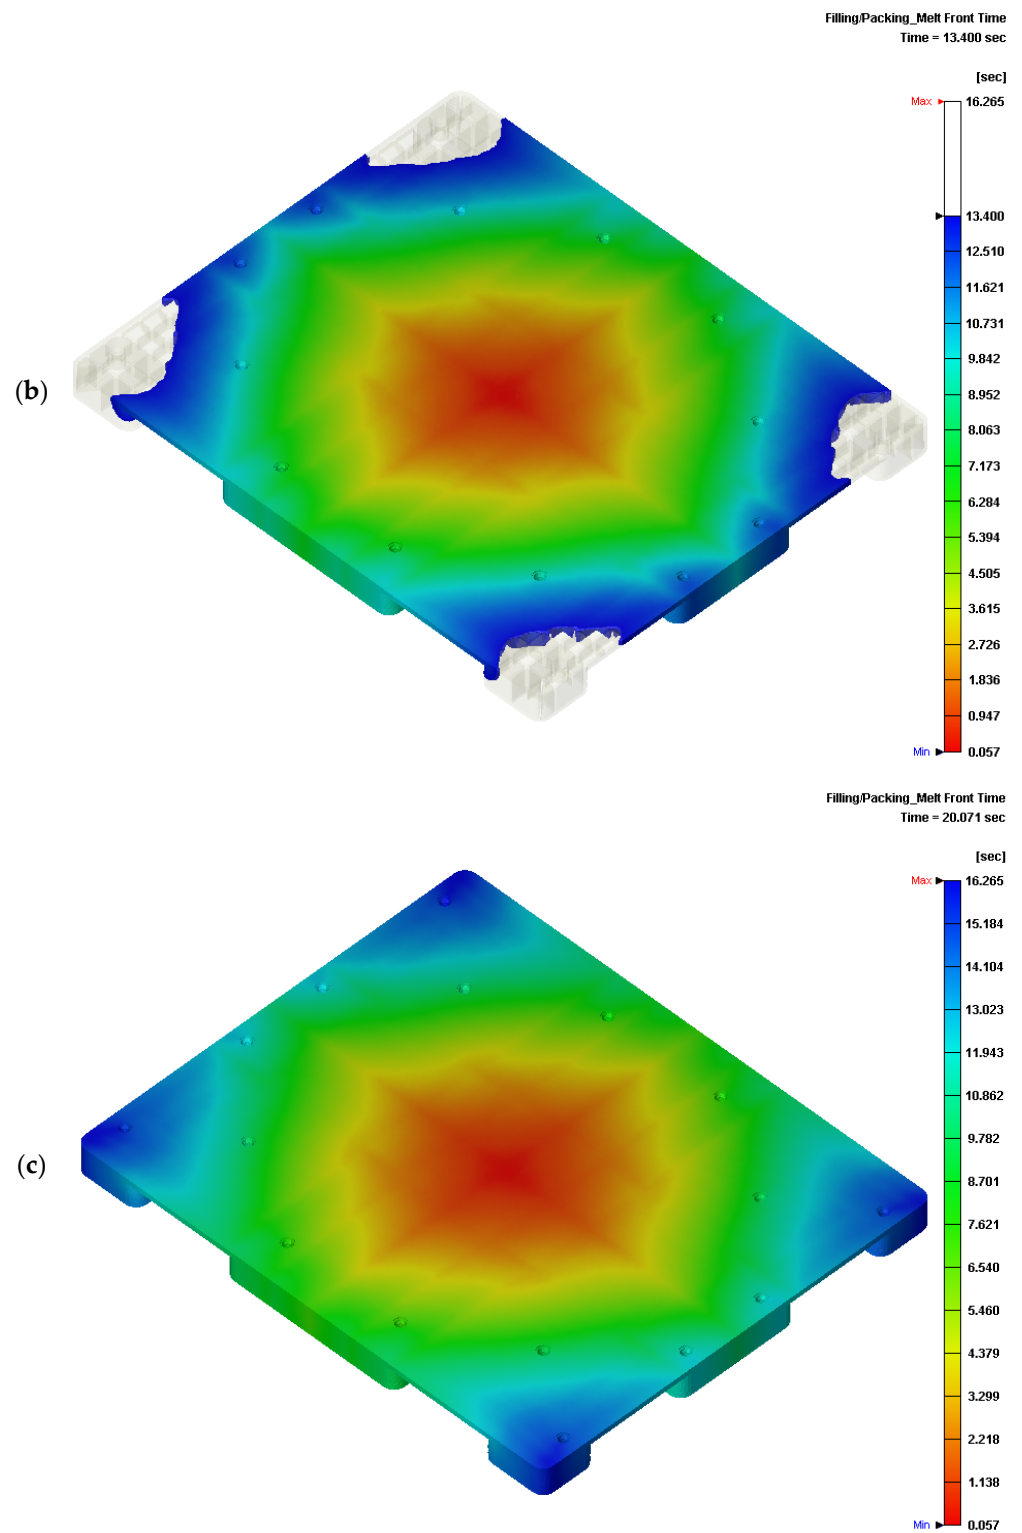 Filling/Packing_Melt Front Time
Time = 13.400 sec
[sec]
Max 16.265
13.400
12.510
11.621
10.731
9.842
(b)
8.952
8.063
7.173
6.284
5.394
4.505
3.615
2.726
1.836
0.947
Min 0.057
Filling/Packing_Melt Front Time
Time = 20.071 sec
[sec]
Max 16.265
15.184
14.104
13.023
11.943
10.862
9.782
(c)
8.701
7.621
6.540
5.460
4.379
3.299
2.218
1.138
Min 0.057